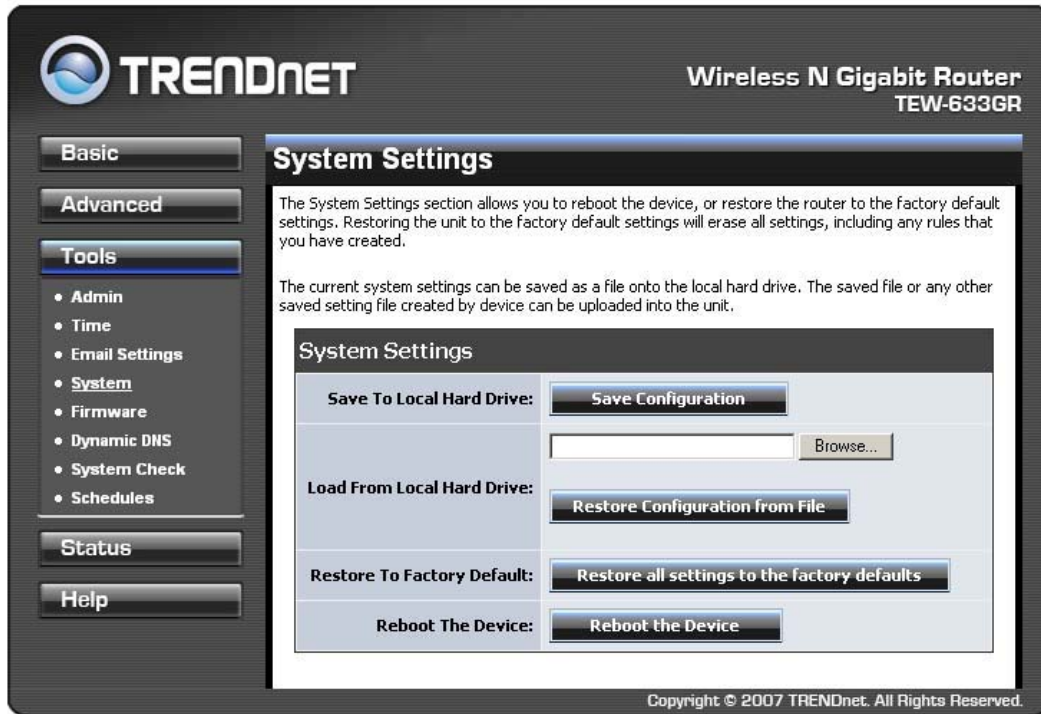 TRENDNET
Wireless N Gigabit Router
TEW-633GR
Basic
Advanced
Tools
• Admin
• Time
• Email Settings
• System
• Firmware
• Dynamic DNS
• System Check
• Schedules
Status
Help
System Settings
The System Settings section allows you to reboot the device, or restore the router to the factory default
settings. Restoring the unit to the factory default settings will erase all settings, including any rules that
you have created.
The current system settings can be saved as a file onto the local hard drive. The saved file or any other
saved setting file created by device can be uploaded into the unit.
System Settings
Save To Local Hard Drive: Save Configuration
Browse...
Load From Local Hard Drive:
Restore Configuration from File
Restore To Factory Default: Restore all settings to the factory defaults
Reboot The Device: Reboot the Device
Copyright © 2007 TRENDnet. All Rights Reserved.